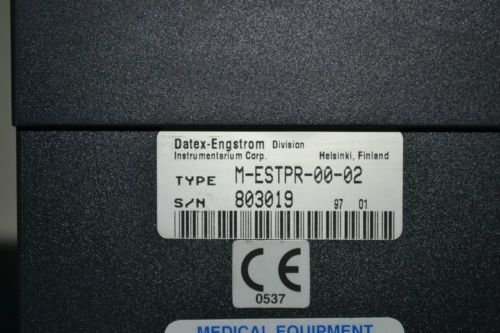 Datex-Engstrom Division
Instrumentarium Corp. Helsinki, Finland
TYPE M-ESTPR-00-02
S/N 803019 97 01
CE
0537
MEDICAL EQUIPMENT